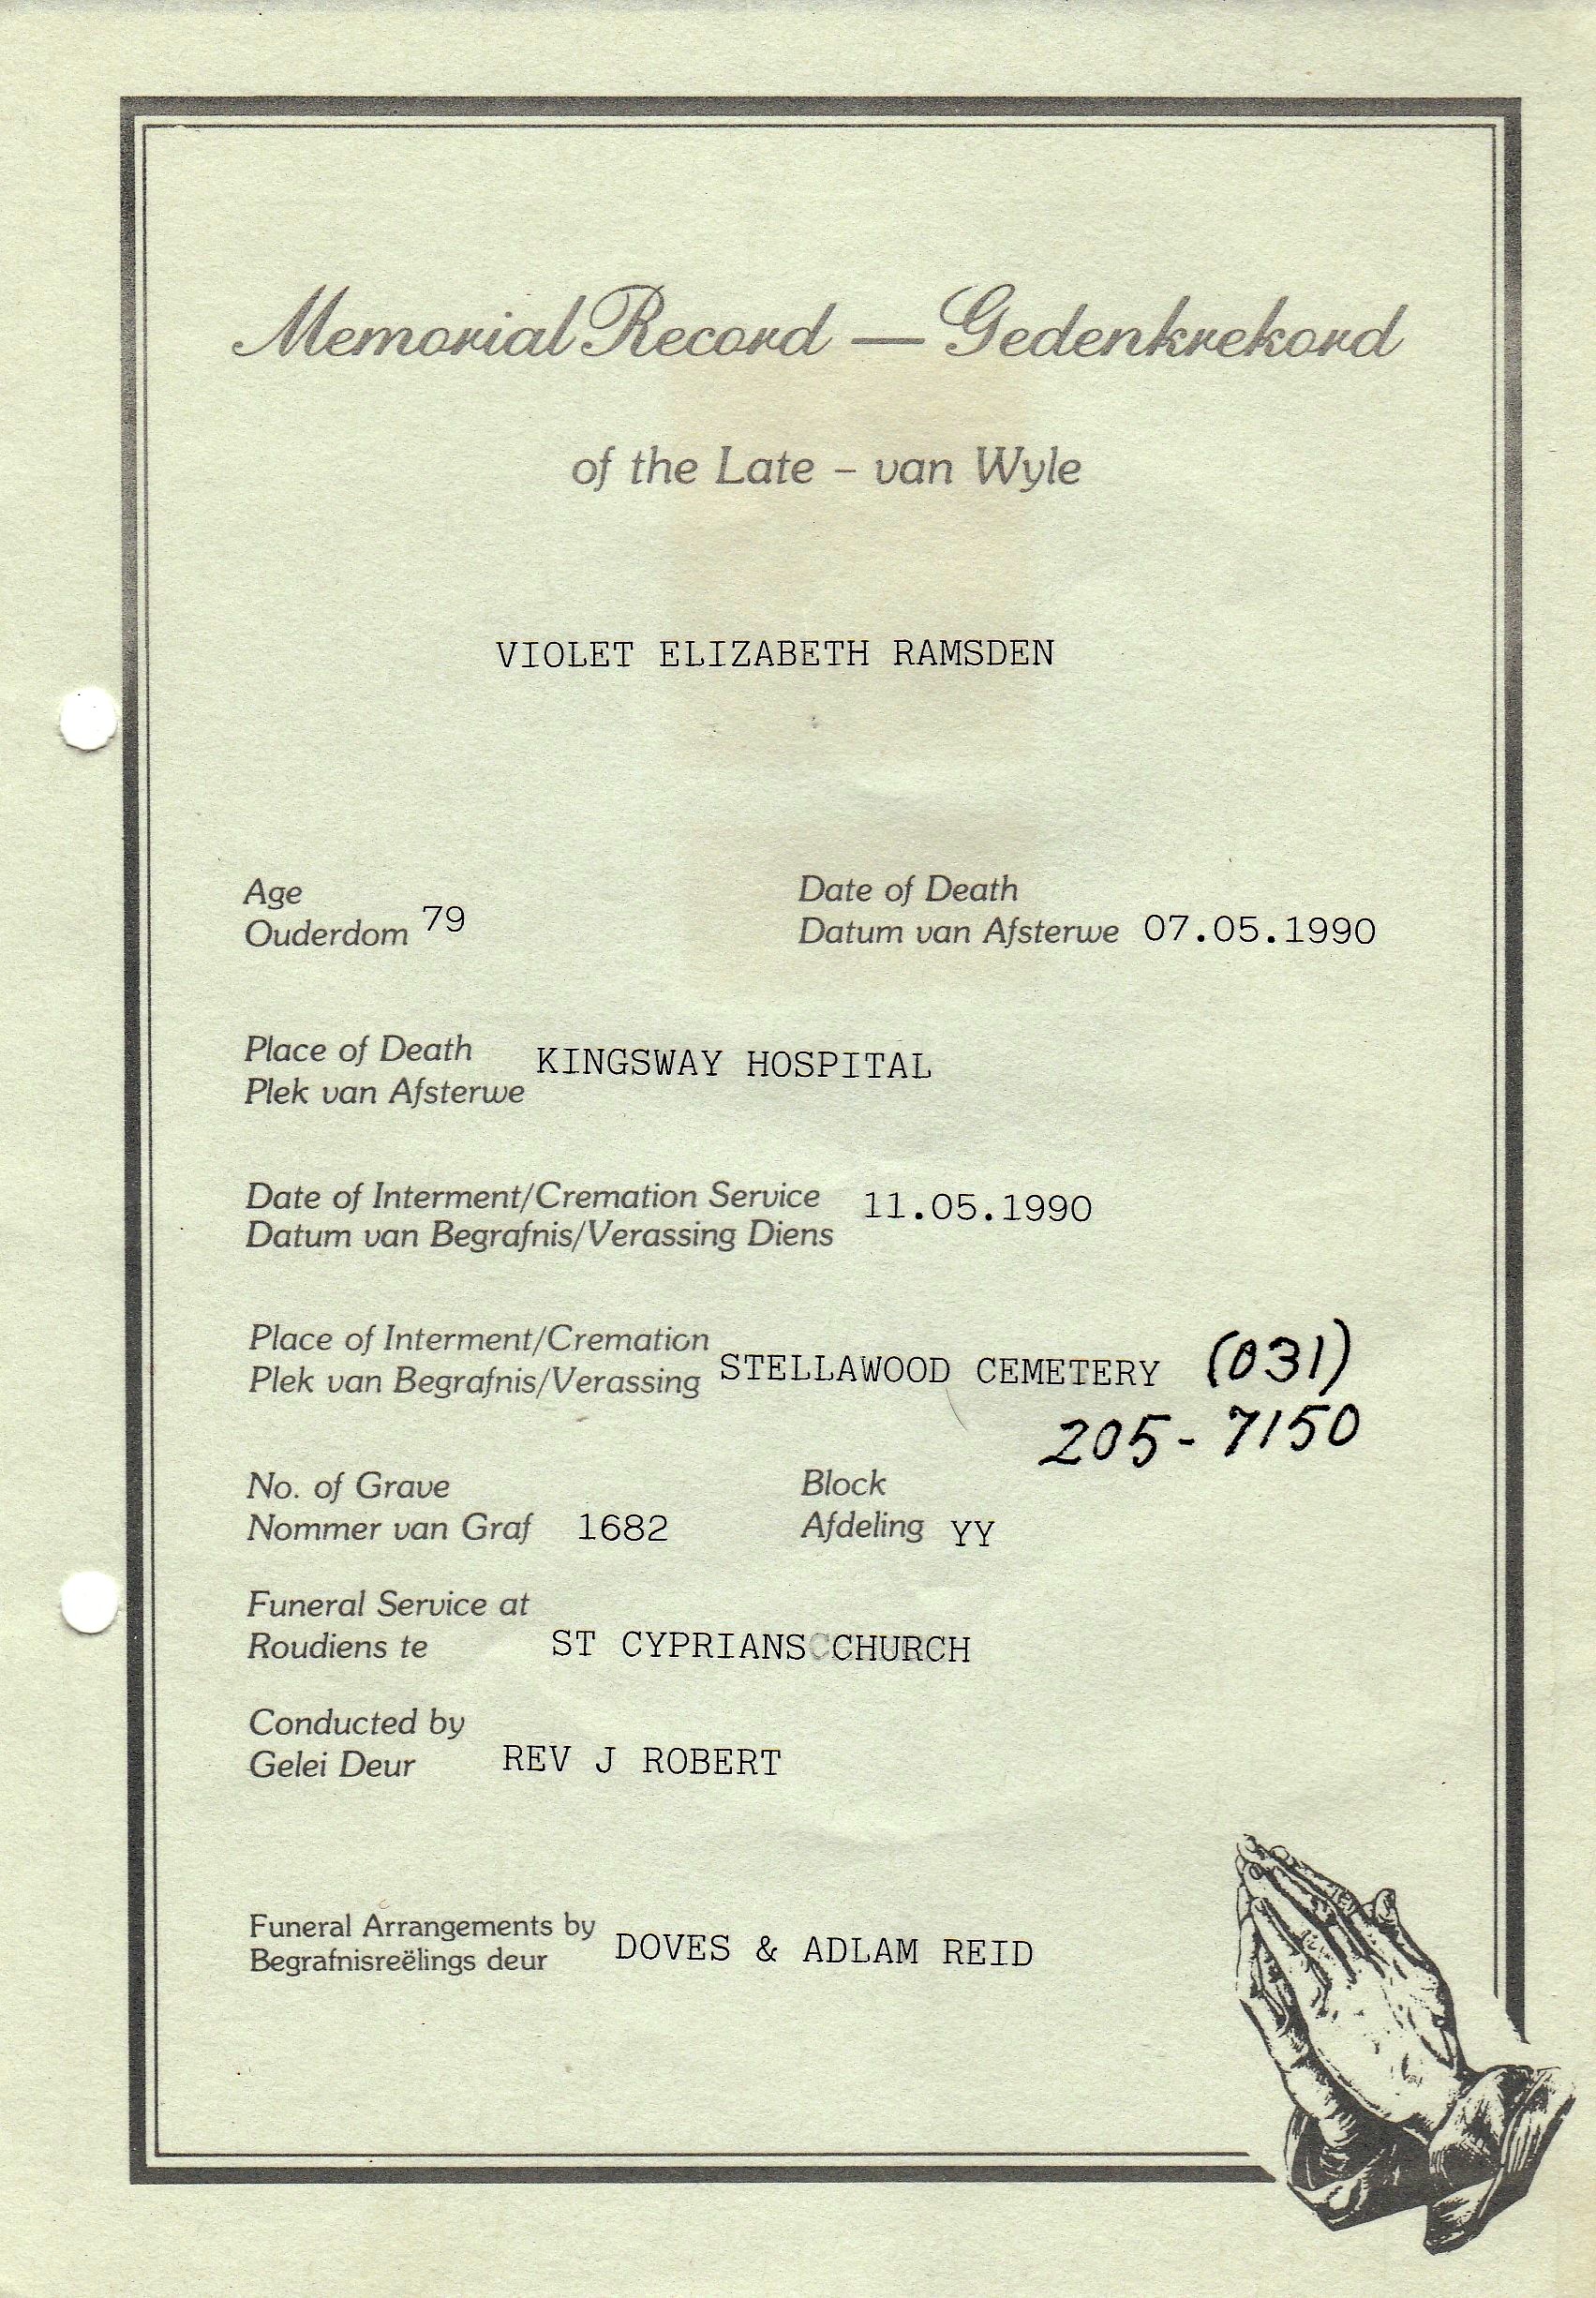 Memorial Record — Gedenkrekord
of the Late – van Wyle
VIOLET ELIZABETH RAMSDEN
Age
Ouderdom 79
Date of Death
Datum van Afsterwe 07.05.1990
Place of Death
Plek van Afsterwe
KINGSWAY HOSPITAL
Date of Interment/Cremation Service
Datum van Begrafnis/Verassing Diens
11.05.1990
Place of Interment/Cremation
Plek van Begrafnis/Verassing
STELLAWOOD CEMETERY (031)
205-7150
No. of Grave
Nommer van Graf 1682
Block
Afdeling YY
Funeral Service at
Roudiens te ST CYPRIANS CHURCH
Conducted by
Gelei Deur REV J ROBERT
Funeral Arrangements by
Begrafnisreëlings deur
DOVES & ADLAM REID